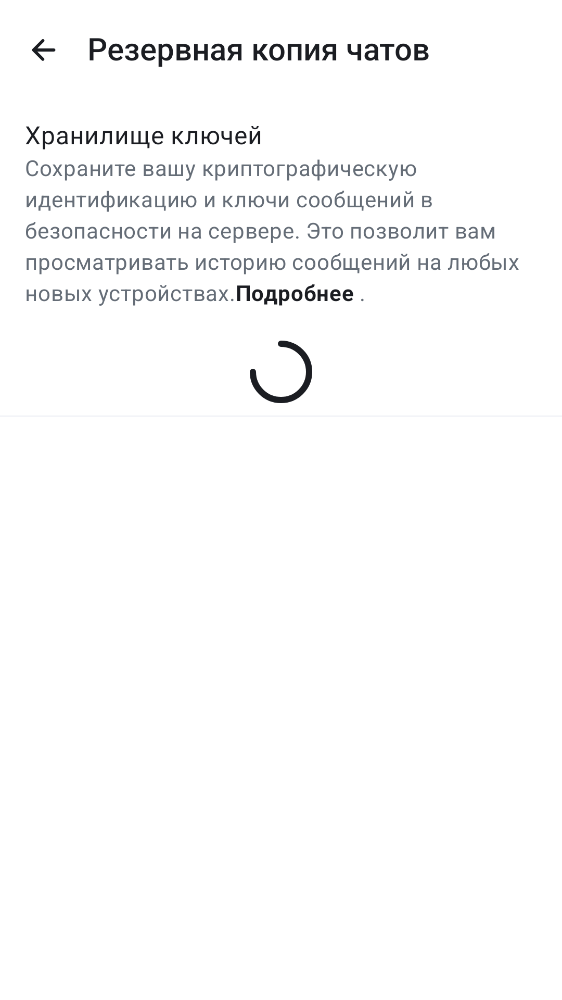 Резервная копия чатов
Хранилище ключей
Сохраните вашу криптографическую
идентификацию и ключи сообщений в
безопасности на сервере. Это позволит вам
просматривать историю сообщений на любых
новых устройствах.Подробнее .